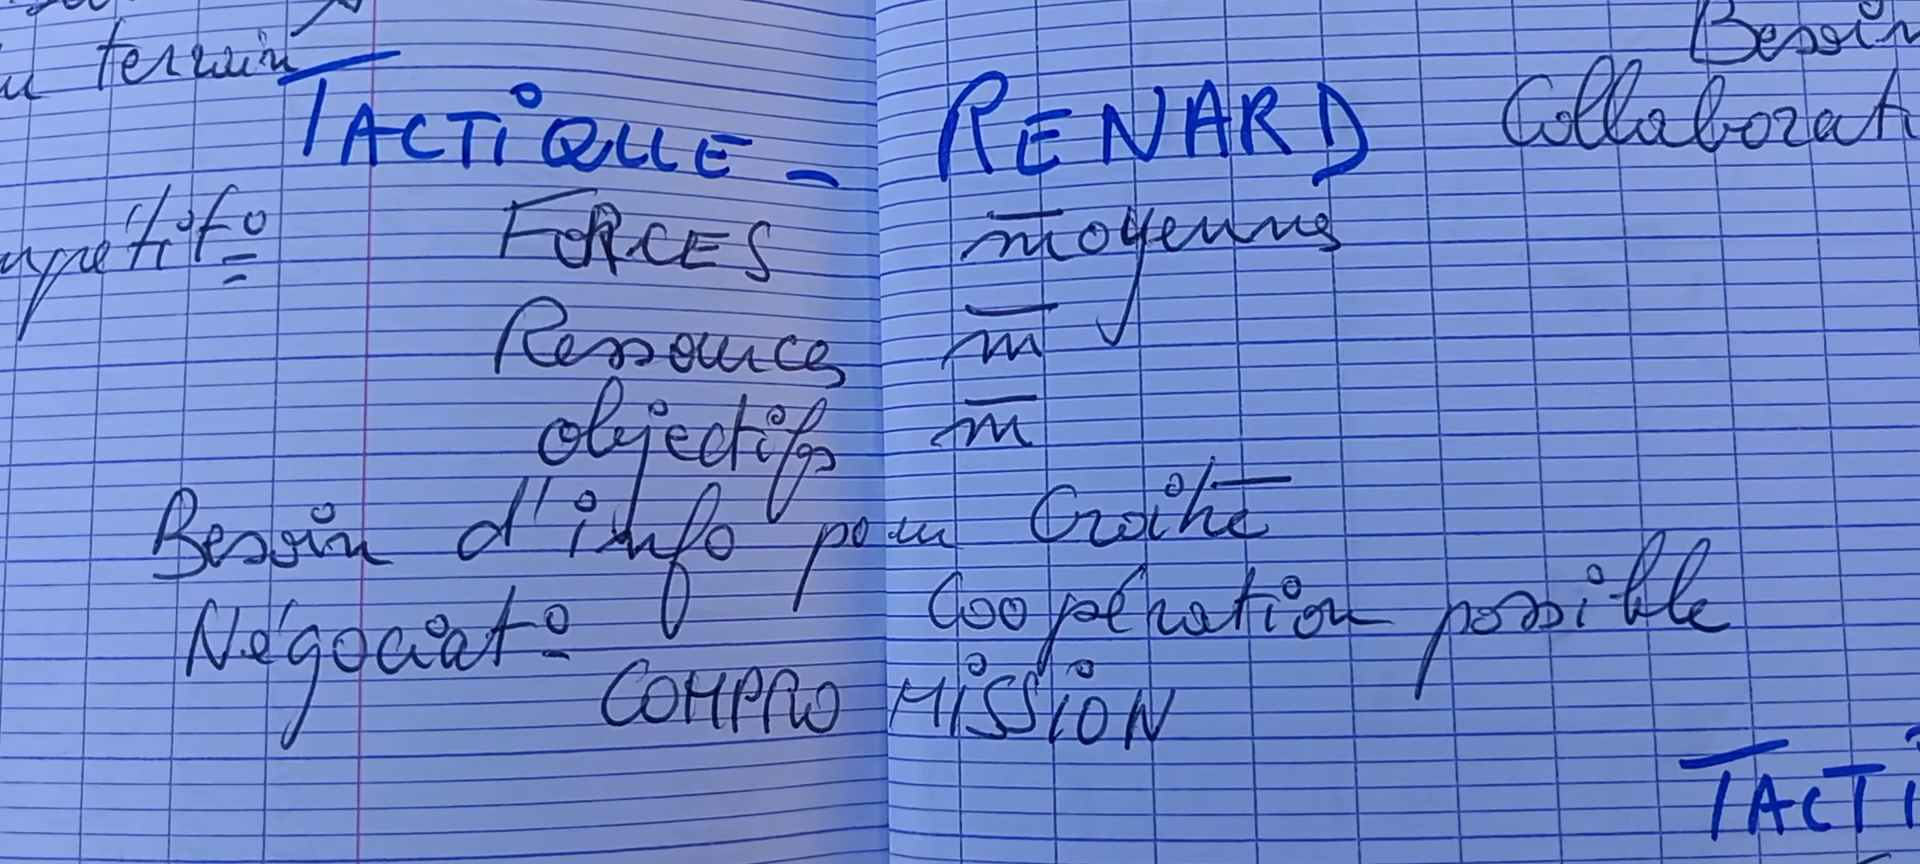 terrain
Besoin
TACTIQUE - RENARD
Collaborat
FORCES moyennes
Ressources m
objectifs m
Besoin d'info pour Croître
Négociat° Coopération possible
COMPROMISSION
TACTI